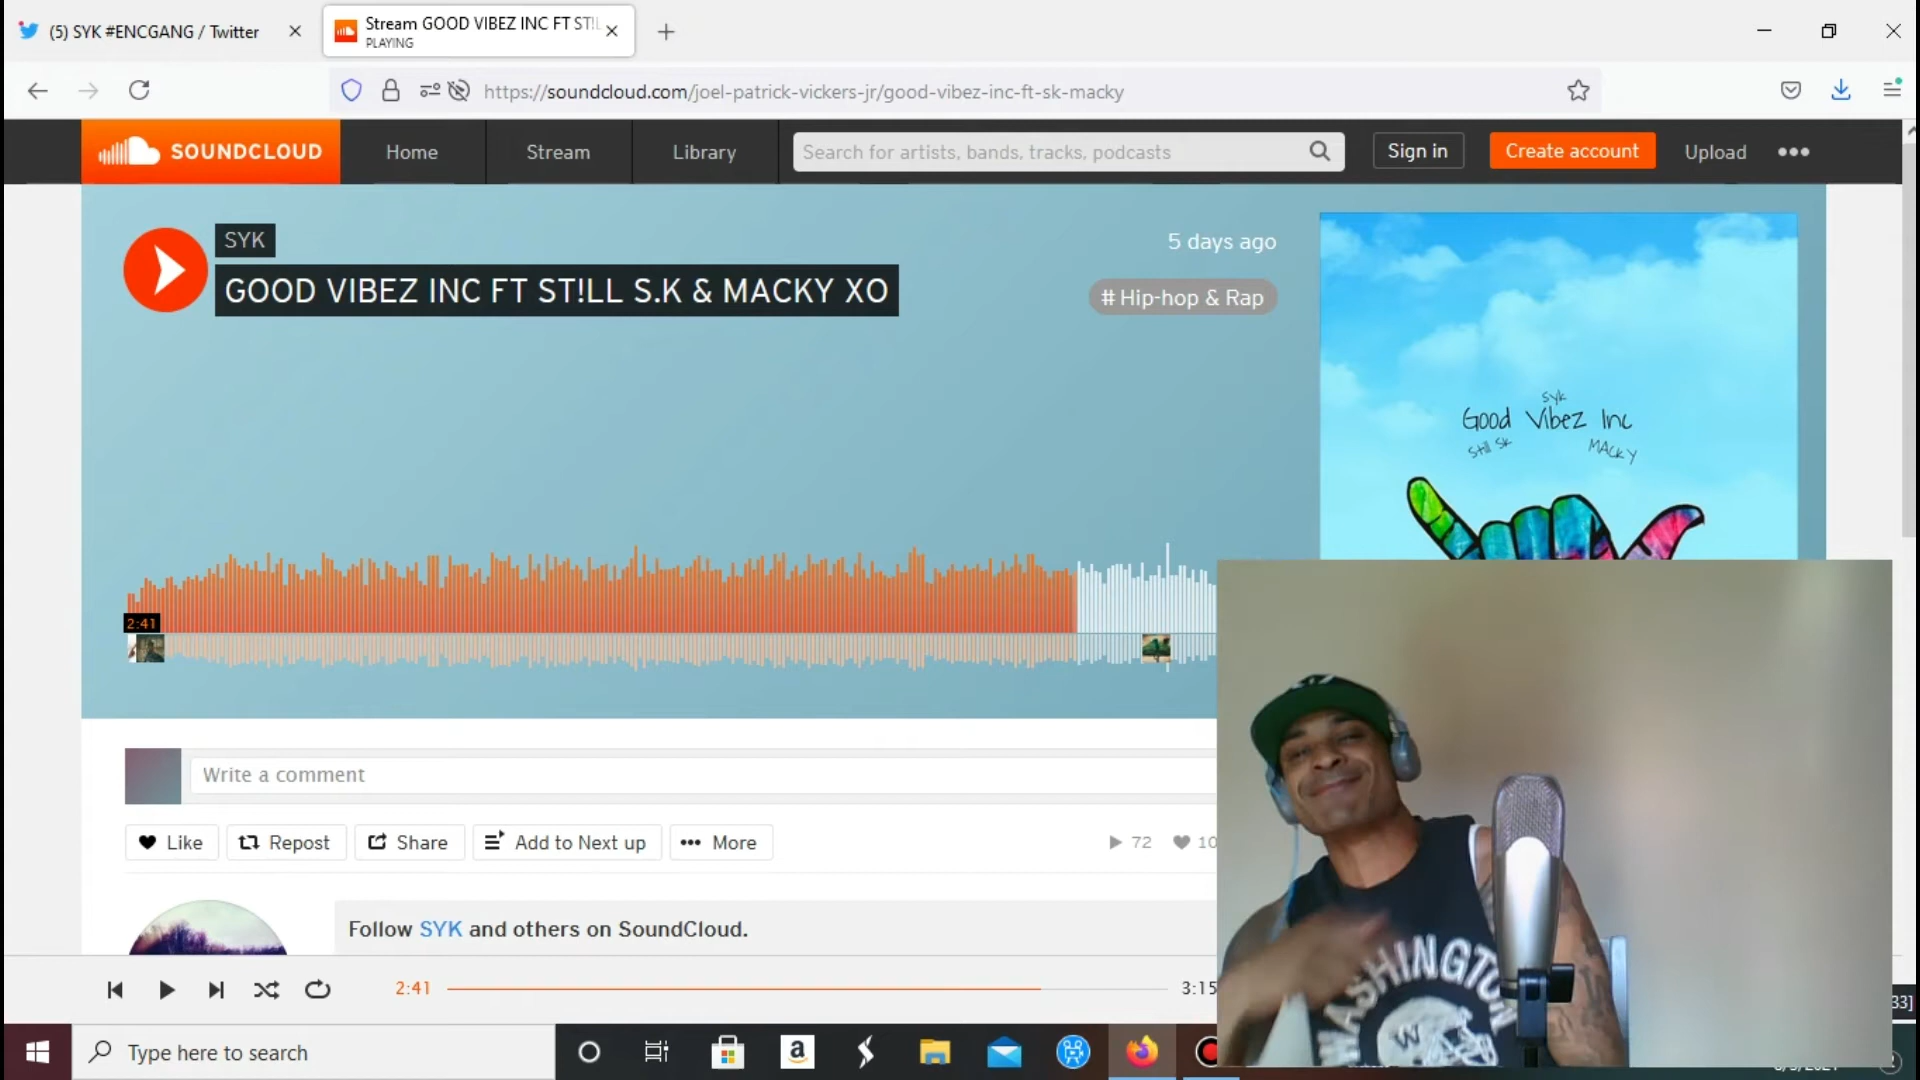 (5) SYK #ENCGANG / Twitter
Stream GOOD VIBEZ INC FT ST!L
PLAYING
https://soundcloud.com/joel-patrick-vickers-jr/good-vibez-inc-ft-sk-macky
SOUNDCLOUD
Home
Stream
Library
Search for artists, bands, tracks, podcasts
Sign in
Create account
Upload
SYK
5 days ago
GOOD VIBEZ INC FT ST!LL S.K & MACKY XO
# Hip-hop & Rap
Syk
Good Vibez Inc
Still SK
MAcky
2:41
Write a comment
Like
Repost
Share
Add to Next up
More
72
10
Follow SYK and others on SoundCloud.
2:41
3:15
33]
WASHINGTON
W
Type here to search
a